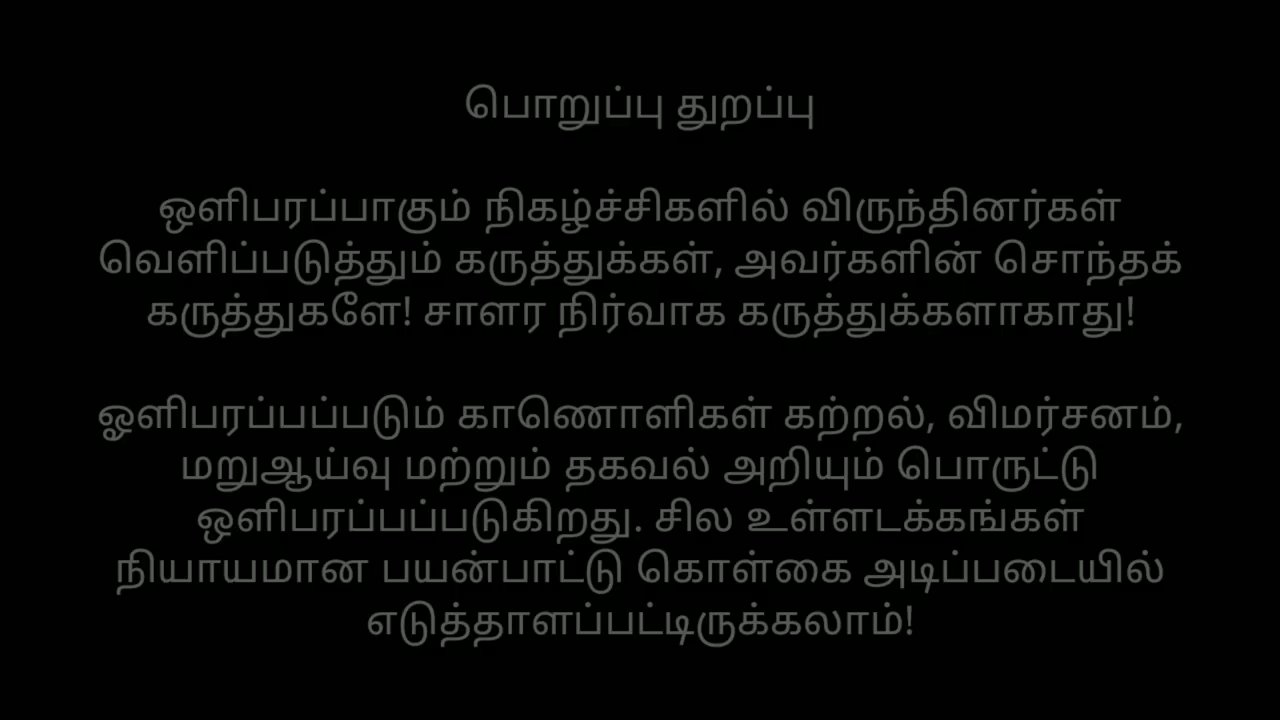 பொறுப்பு துறப்பு
ஒளிபரப்பாகும் நிகழ்ச்சிகளில் விருந்தினர்கள்
வெளிப்படுத்தும் கருத்துக்கள், அவர்களின் சொந்தக்
கருத்துகளே! சாளர நிர்வாக கருத்துக்களாகாது!
ஓளிபரப்பப்படும் காணொளிகள் கற்றல், விமர்சனம்,
மறுஆய்வு மற்றும் தகவல் அறியும் பொருட்டு
ஒளிபரப்பப்படுகிறது. சில உள்ளடக்கங்கள்
நியாயமான பயன்பாட்டு கொள்கை அடிப்படையில்
எடுத்தாளப்பட்டிருக்கலாம்!